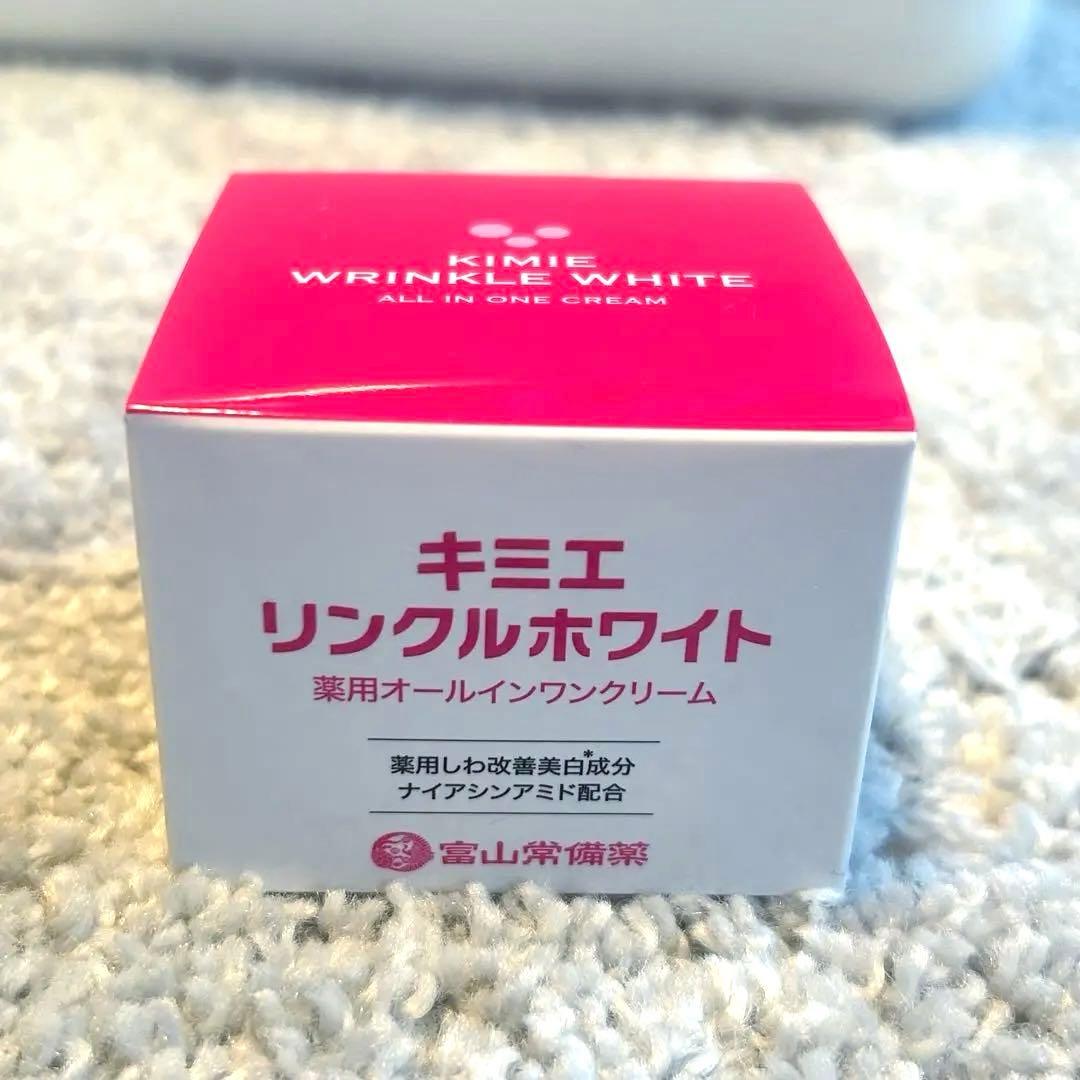 KIMIE
WRINKLE WHITE
ALL IN ONE CREAM
キミエ
リンクルホワイト
薬用オールインワンクリーム
薬用しわ改善美白*成分
ナイアシンアミド配合
富山常備薬